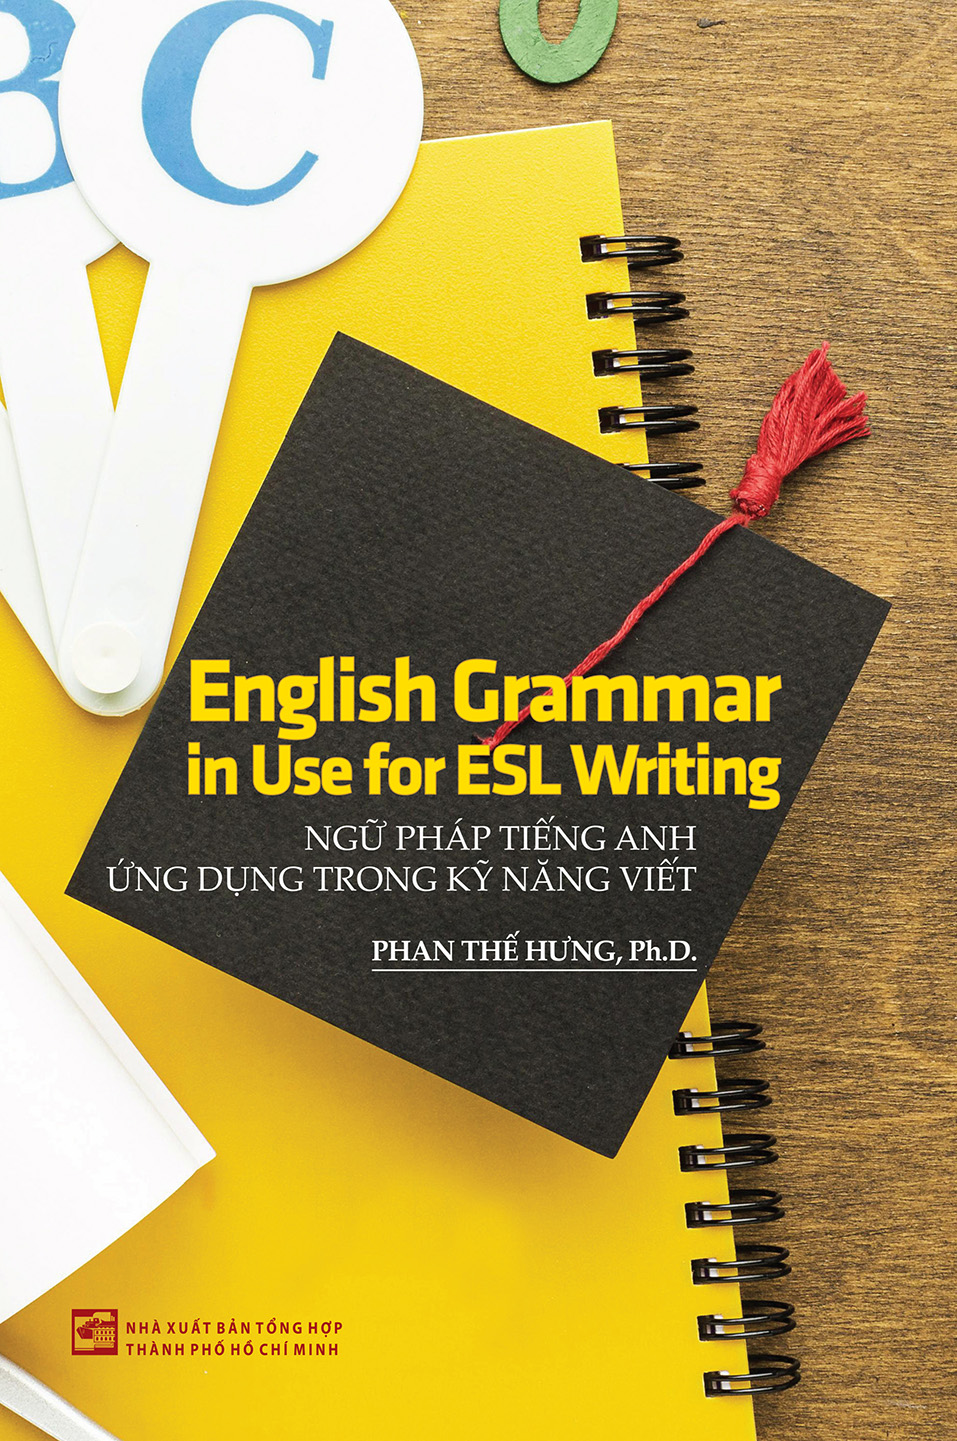 B C
English Grammar
in Use for ESL Writing
NGỮ PHÁP TIẾNG ANH
ỨNG DỤNG TRONG KỸ NĂNG VIẾT
PHAN THẾ HƯNG, Ph.D.
NHÀ XUẤT BẢN TỔNG HỢP
THÀNH PHỐ HỒ CHÍ MINH